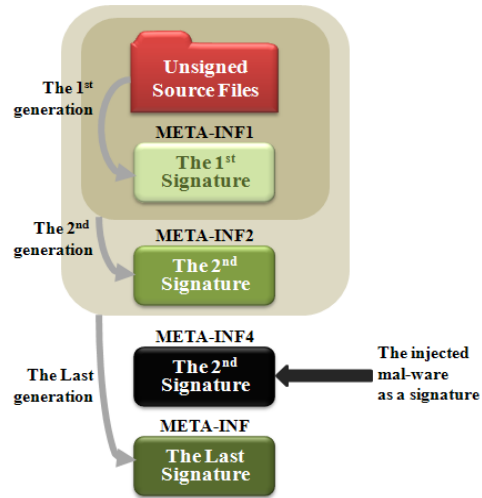 Unsigned
Source Files
The 1st
generation
META-INF1
The 1st
Signature
The 2nd
generation
META-INF2
The 2nd
Signature
META-INF4
The 2nd
Signature
The injected
mal-ware
as a signature
The Last
generation
META-INF
The Last
Signature